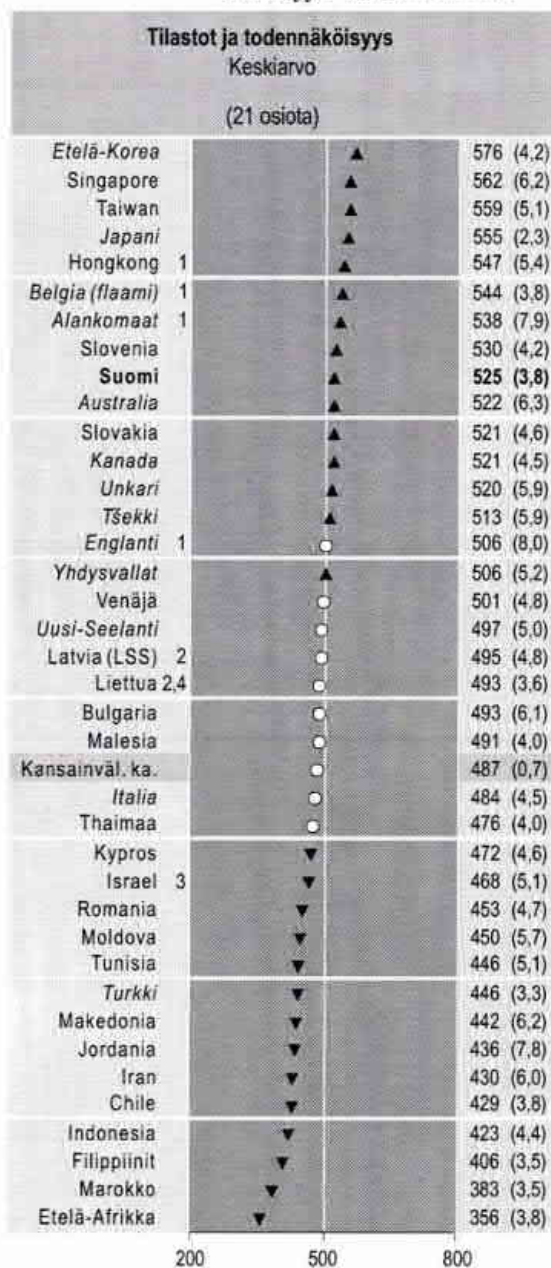 Tilastot ja todennäköisyys
Keskiarvo
(21 osiota)
Etelä-Korea 576 (4,2)
Singapore 562 (6,2)
Taiwan 559 (5,1)
Japani 555 (2,3)
Hongkong 1 547 (5,4)
Belgia (flaami) 1 544 (3,8)
Alankomaat 1 538 (7,9)
Slovenia 530 (4,2)
Suomi 525 (3,8)
Australia 522 (6,3)
Slovakia 521 (4,6)
Kanada 521 (4,5)
Unkari 520 (5,9)
Tšekki 513 (5,9)
Englanti 1 506 (8,0)
Yhdysvallat 506 (5,2)
Venäjä 501 (4,8)
Uusi-Seelanti 497 (5,0)
Latvia (LSS) 2 495 (4,8)
Liettua 2,4 493 (3,6)
Bulgaria 493 (6,1)
Malesia 491 (4,0)
Kansainväl. ka. 487 (0,7)
Italia 484 (4,5)
Thaimaa 476 (4,0)
Kypros 472 (4,6)
Israel 3 468 (5,1)
Romania 453 (4,7)
Moldova 450 (5,7)
Tunisia 446 (5,1)
Turkki 446 (3,3)
Makedonia 442 (6,2)
Jordania 436 (7,8)
Iran 430 (6,0)
Chile 429 (3,8)
Indonesia 423 (4,4)
Filippiinit 406 (3,5)
Marokko 383 (3,5)
Etelä-Afrikka 356 (3,8)
200 500 800